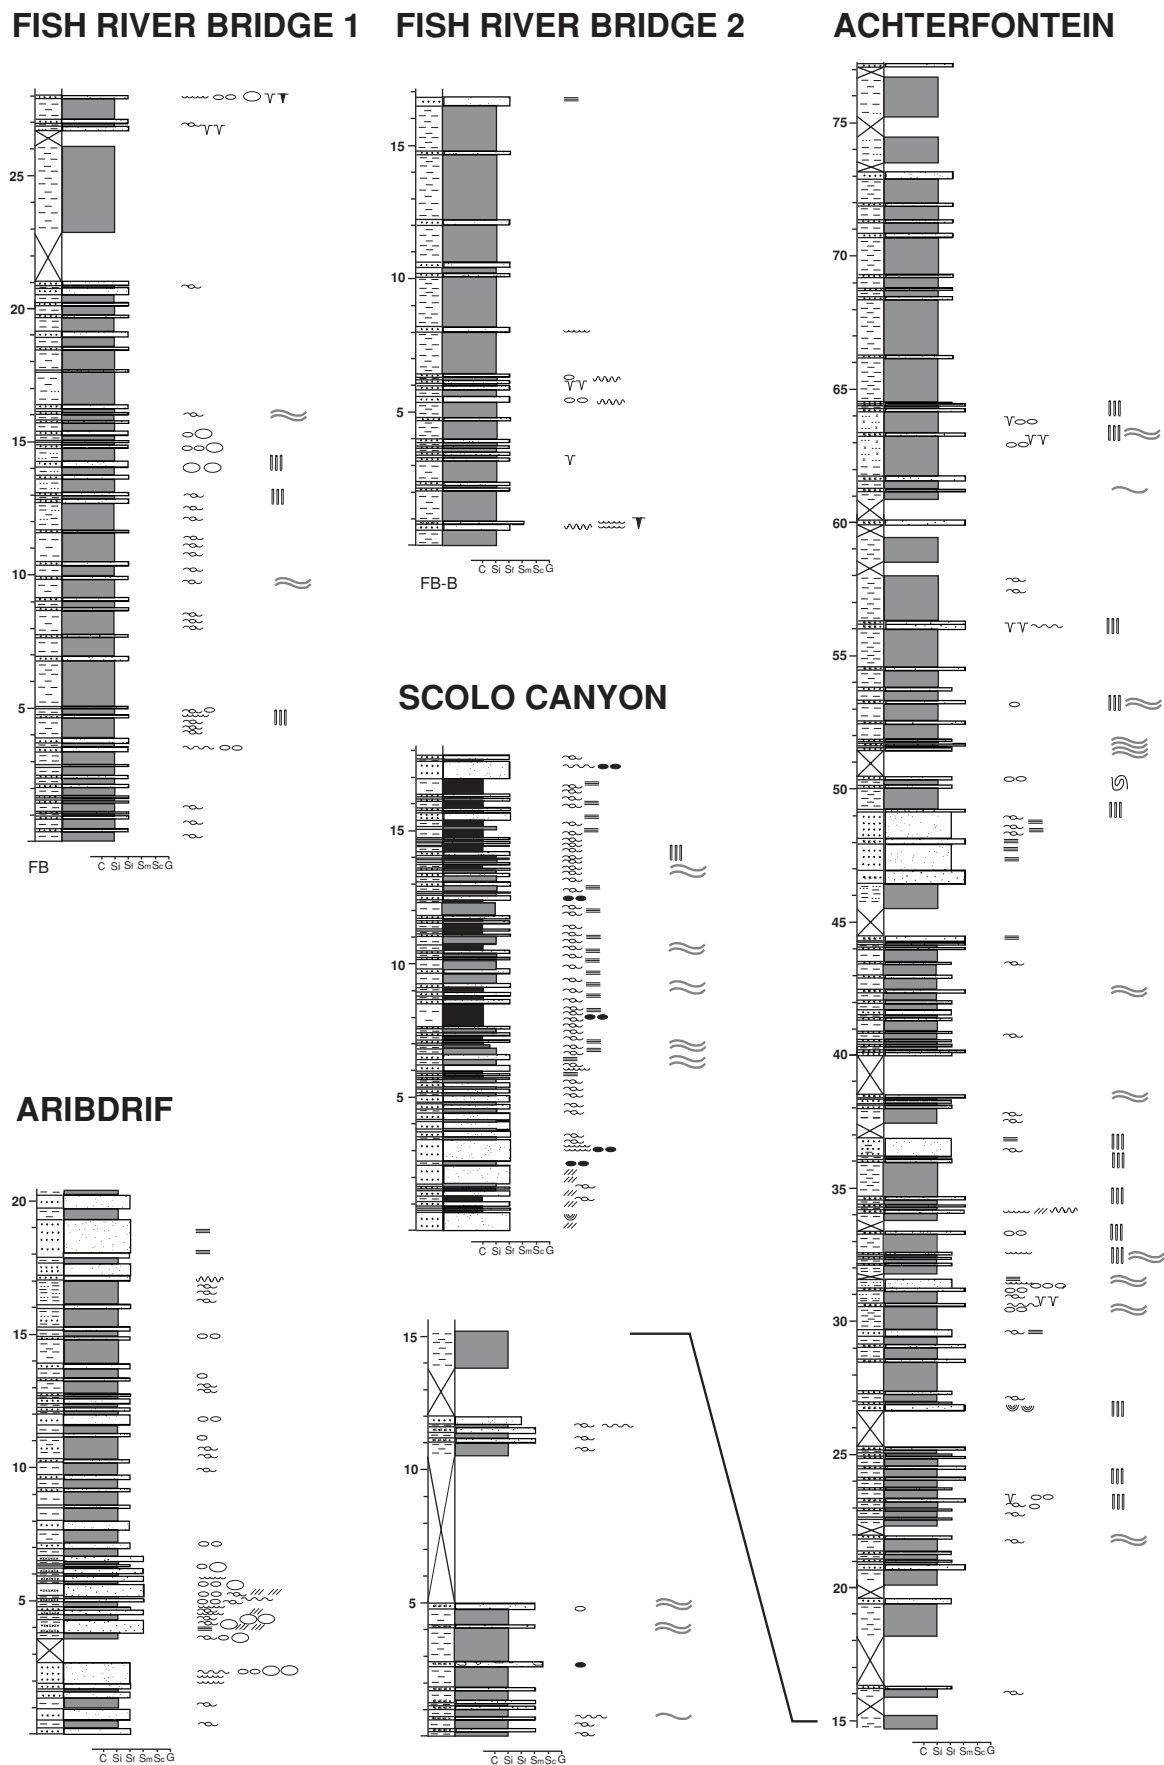 FISH RIVER BRIDGE 1
25
20
15
10
5
C Si Sf Sm Sc G
FB
FISH RIVER BRIDGE 2
15
10
5
C Si Sf Sm Sc G
FB-B
SCOLO CANYON
15
10
5
C Si Sf Sm Sc G
ARIBDRIF
20
15
10
5
C Si Sf Sm Sc G
15
10
5
C Si Sf Sm Sc G
ACHTERFONTEIN
75
70
65
60
55
50
45
40
35
30
25
20
15
C Si Sf Sm Sc G